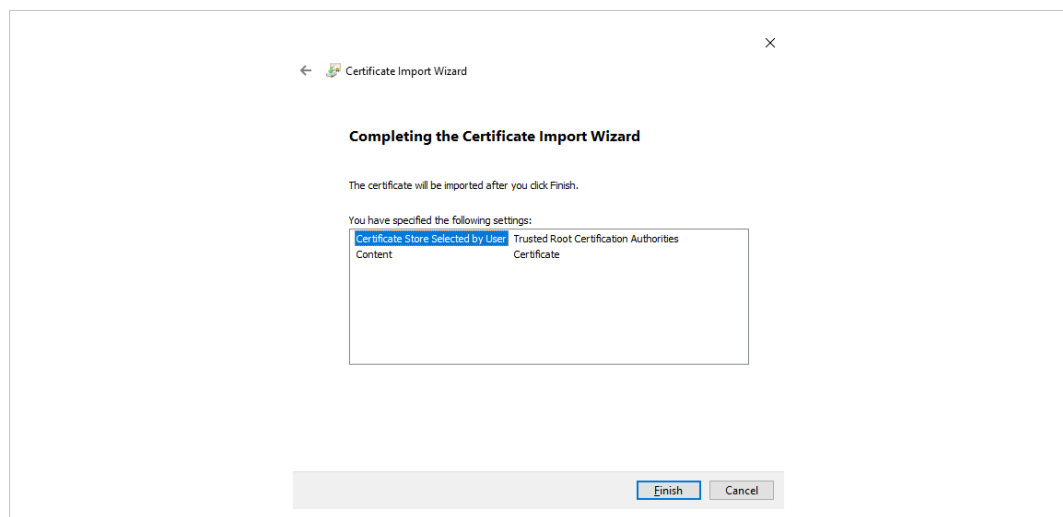 Certificate Import Wizard
Completing the Certificate Import Wizard
The certificate will be imported after you click Finish.
You have specified the following settings:
Certificate Store Selected by User Trusted Root Certification Authorities
Content Certificate
Finish Cancel